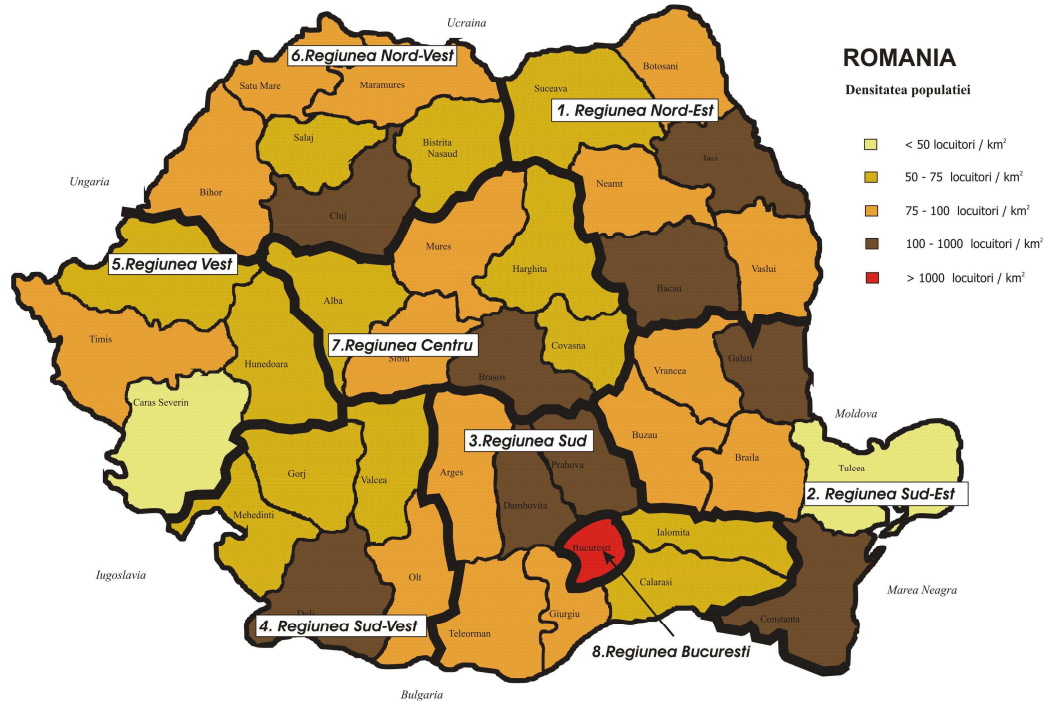 Ucraina
6.Regiunea Nord-Vest
ROMANIA
Botosani
Satu Mare
Maramures
Suceava
Densitatea populatiei
1. Regiunea Nord-Est
Salaj
Bistrita
Nasaud
< 50 locuitori / km²
Iaci
Ungaria
50 - 75 locuitori / km²
Bihor
Neamt
Cluj
75 - 100 locuitori / km²
Mures
100 - 1000 locuitori / km²
5.Regiunea Vest
Harghita
Vaslui
> 1000 locuitori / km²
Bacau
Alba
Timis
7.Regiunea Centru
Covasna
Sibiu
Galati
Hunedoara
Vrancea
Brasov
Caras Severin
Moldova
3.Regiunea Sud
Buzau
Braila
Prahova
Tulcea
Gorj
Valcea
Arges
2. Regiunea Sud-Est
Dambovita
Mehedinti
Ialomita
Bucuresti
Iugoslavia
Olt
Calarasi
Marea Neagra
Dolj
Giurgiu
Constanta
4. Regiunea Sud-Vest
Teleorman
8.Regiunea Bucuresti
Bulgaria